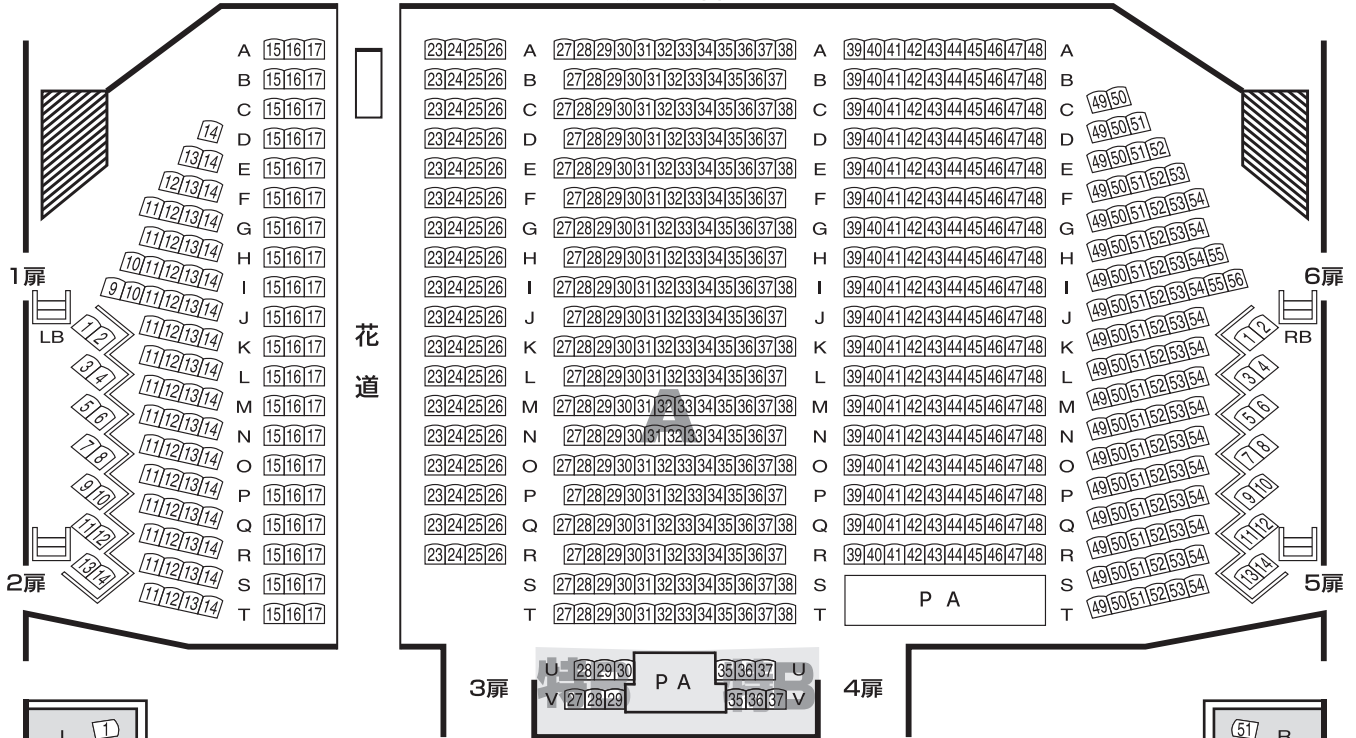 A 15 16 17 23 24 25 26 A 27 28 29 30 31 32 33 34 35 36 37 38 A 39 40 41 42 43 44 45 46 47 48 A
B 15 16 17 23 24 25 26 B 27 28 29 30 31 32 33 34 35 36 37 B 39 40 41 42 43 44 45 46 47 48 B
C 15 16 17 23 24 25 26 C 27 28 29 30 31 32 33 34 35 36 37 38 C 39 40 41 42 43 44 45 46 47 48 C 49 50
14 D 15 16 17 23 24 25 26 D 27 28 29 30 31 32 33 34 35 36 37 D 39 40 41 42 43 44 45 46 47 48 D 49 50 51
13 14 E 15 16 17 23 24 25 26 E 27 28 29 30 31 32 33 34 35 36 37 38 E 39 40 41 42 43 44 45 46 47 48 E 49 50 51 52
12 13 14 F 15 16 17 23 24 25 26 F 27 28 29 30 31 32 33 34 35 36 37 F 39 40 41 42 43 44 45 46 47 48 F 49 50 51 52 53
11 12 13 14 G 15 16 17 23 24 25 26 G 27 28 29 30 31 32 33 34 35 36 37 38 G 39 40 41 42 43 44 45 46 47 48 G 49 50 51 52 53 54
11 12 13 14 H 15 16 17 23 24 25 26 H 27 28 29 30 31 32 33 34 35 36 37 H 39 40 41 42 43 44 45 46 47 48 H 49 50 51 52 53 54
10 11 12 13 14 I 15 16 17 23 24 25 26 I 27 28 29 30 31 32 33 34 35 36 37 38 I 39 40 41 42 43 44 45 46 47 48 I 49 50 51 52 53 54 55
9 10 11 12 13 14 J 15 16 17 23 24 25 26 J 27 28 29 30 31 32 33 34 35 36 37 J 39 40 41 42 43 44 45 46 47 48 J 49 50 51 52 53 54 55 56
11 12 13 14 K 15 16 17 23 24 25 26 K 27 28 29 30 31 32 33 34 35 36 37 38 K 39 40 41 42 43 44 45 46 47 48 K 49 50 51 52 53 54
11 12 13 14 L 15 16 17 23 24 25 26 L 27 28 29 30 31 32 33 34 35 36 37 L 39 40 41 42 43 44 45 46 47 48 L 49 50 51 52 53 54
11 12 13 14 M 15 16 17 23 24 25 26 M 27 28 29 30 31 32 33 34 35 36 37 38 M 39 40 41 42 43 44 45 46 47 48 M 49 50 51 52 53 54
11 12 13 14 N 15 16 17 23 24 25 26 N 27 28 29 30 31 32 33 34 35 36 37 N 39 40 41 42 43 44 45 46 47 48 N 49 50 51 52 53 54
11 12 13 14 O 15 16 17 23 24 25 26 O 27 28 29 30 31 32 33 34 35 36 37 38 O 39 40 41 42 43 44 45 46 47 48 O 49 50 51 52 53 54
11 12 13 14 P 15 16 17 23 24 25 26 P 27 28 29 30 31 32 33 34 35 36 37 P 39 40 41 42 43 44 45 46 47 48 P 49 50 51 52 53 54
11 12 13 14 Q 15 16 17 23 24 25 26 Q 27 28 29 30 31 32 33 34 35 36 37 38 Q 39 40 41 42 43 44 45 46 47 48 Q 49 50 51 52 53 54
11 12 13 14 R 15 16 17 23 24 25 26 R 27 28 29 30 31 32 33 34 35 36 37 R 39 40 41 42 43 44 45 46 47 48 R 49 50 51 52 53 54
11 12 13 14 S 15 16 17 S 27 28 29 30 31 32 33 34 35 36 37 38 S S 49 50 51 52 53 54
11 12 13 14 T 15 16 17 T 27 28 29 30 31 32 33 34 35 36 37 38 T T 49 50 51 52 53 54
P A
A
花道
1扉
LB
1 2
3 4
5 6
7 8
9 10
11 12
13 14
2扉
6扉
RB
1 2
3 4
5 6
7 8
9 10
11 12
13 14
5扉
3扉
U 28 29 30 P A 35 36 37 U
V 27 28 29 35 36 37 V
B
4扉
L 1
51 R